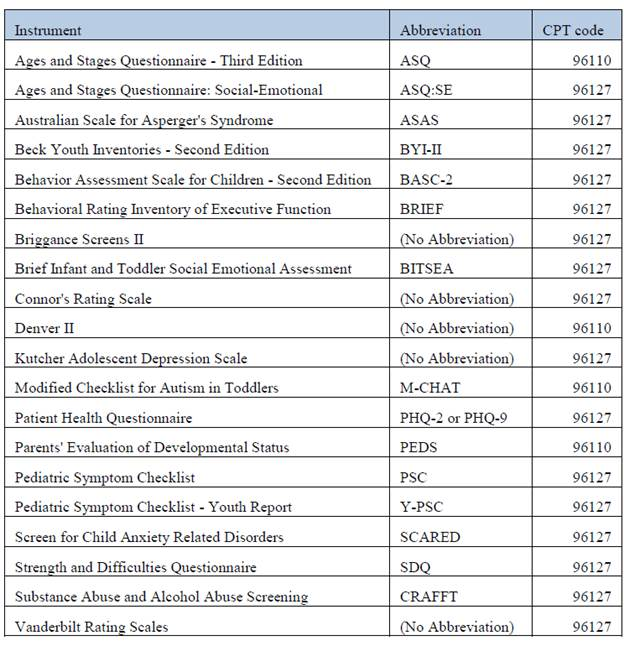 Instrument Abbreviation CPT code
Ages and Stages Questionnaire - Third Edition ASQ 96110
Ages and Stages Questionnaire: Social-Emotional ASQ:SE 96127
Australian Scale for Asperger's Syndrome ASAS 96127
Beck Youth Inventories - Second Edition BYI-II 96127
Behavior Assessment Scale for Children - Second Edition BASC-2 96127
Behavioral Rating Inventory of Executive Function BRIEF 96127
Briggance Screens II (No Abbreviation) 96127
Brief Infant and Toddler Social Emotional Assessment BITSEA 96127
Connor's Rating Scale (No Abbreviation) 96127
Denver II (No Abbreviation) 96110
Kutcher Adolescent Depression Scale (No Abbreviation) 96127
Modified Checklist for Autism in Toddlers M-CHAT 96110
Patient Health Questionnaire PHQ-2 or PHQ-9 96127
Parents' Evaluation of Developmental Status PEDS 96110
Pediatric Symptom Checklist PSC 96127
Pediatric Symptom Checklist - Youth Report Y-PSC 96127
Screen for Child Anxiety Related Disorders SCARED 96127
Strength and Difficulties Questionnaire SDQ 96127
Substance Abuse and Alcohol Abuse Screening CRAFFT 96127
Vanderbilt Rating Scales (No Abbreviation) 96127